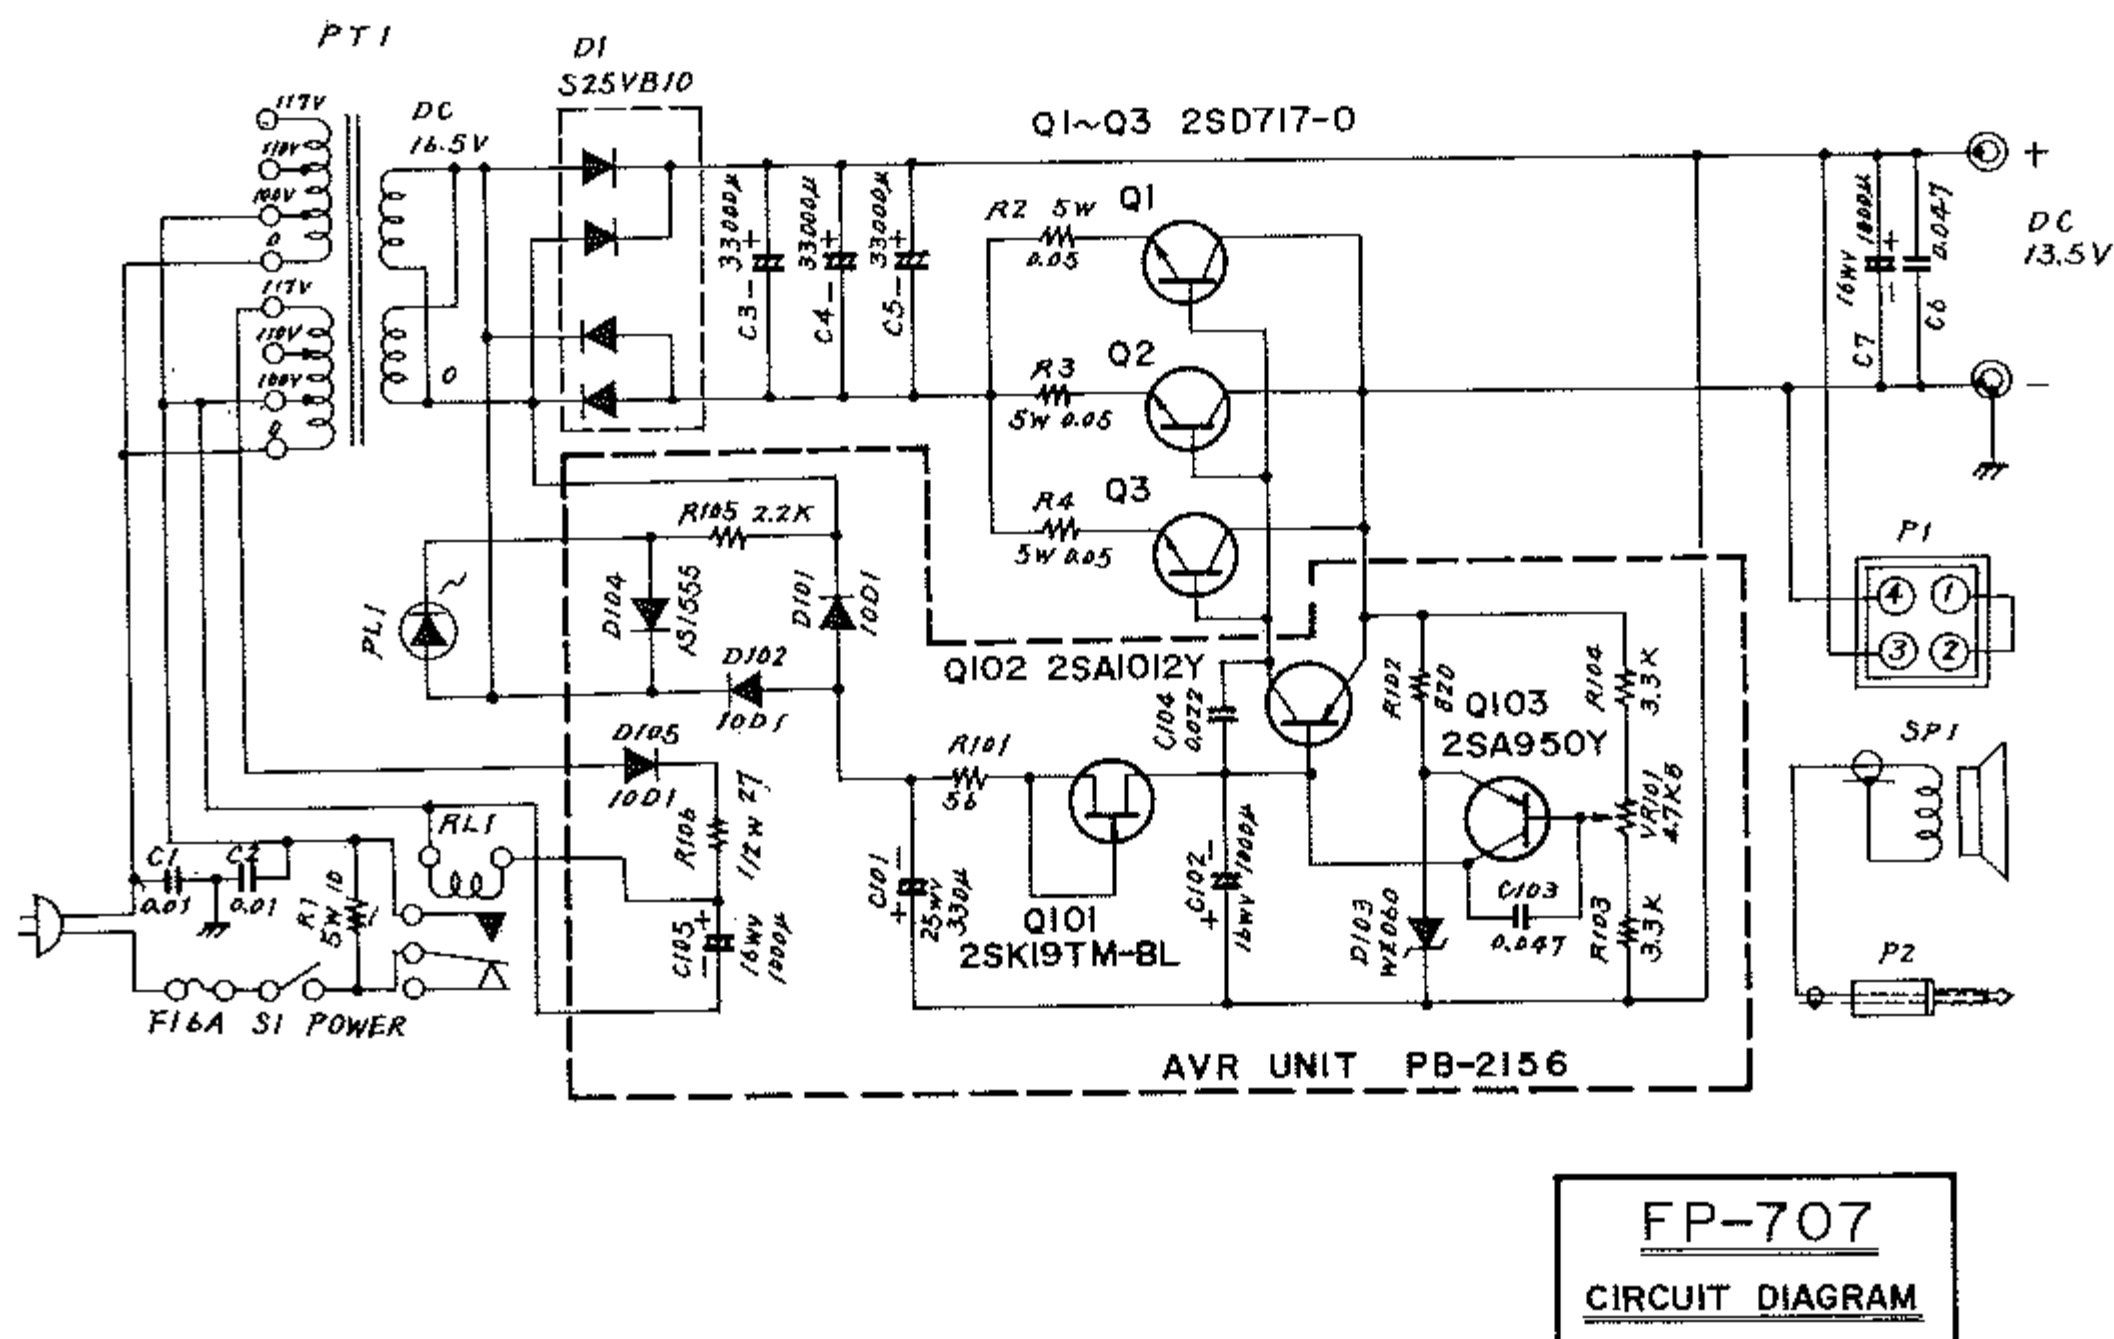 PT1
D1
S25VB10
117V
110V
100V
0
117V
110V
100V
0
DC
16.5V
0
Q1~Q3 2SD717-O
C3 33000μ + -
C4 33000μ + -
C5 33000μ + -
R2 5W
0.05
Q1
R3
5W 0.05
Q2
R4
5W 0.05
Q3
+
DC
13.5V
-
C7 16WV 1000μ + -
C6 0.047
P1
4 1
3 2
SP1
P2
R105 2.2K
D104
1S1555
D101
10D1
PL1
D102
10D1
D105
10D1
R106
1/2W 27
RL1
C1
0.01
C2
0.01
R1
5W 10
F1 6A S1 POWER
C105 + -
16WV
1000μ
Q102 2SA1012Y
C104
0.022
R101
56
C101 - +
25WV
330μ
Q101
2SK19TM-BL
C102 - +
16WV 1000μ
R102
820
Q103
2SA950Y
R104
3.3K
VR101
4.7KB
D103
WZ060
C103
0.047
R103
3.3K
AVR UNIT PB-2156
FP-707
CIRCUIT DIAGRAM